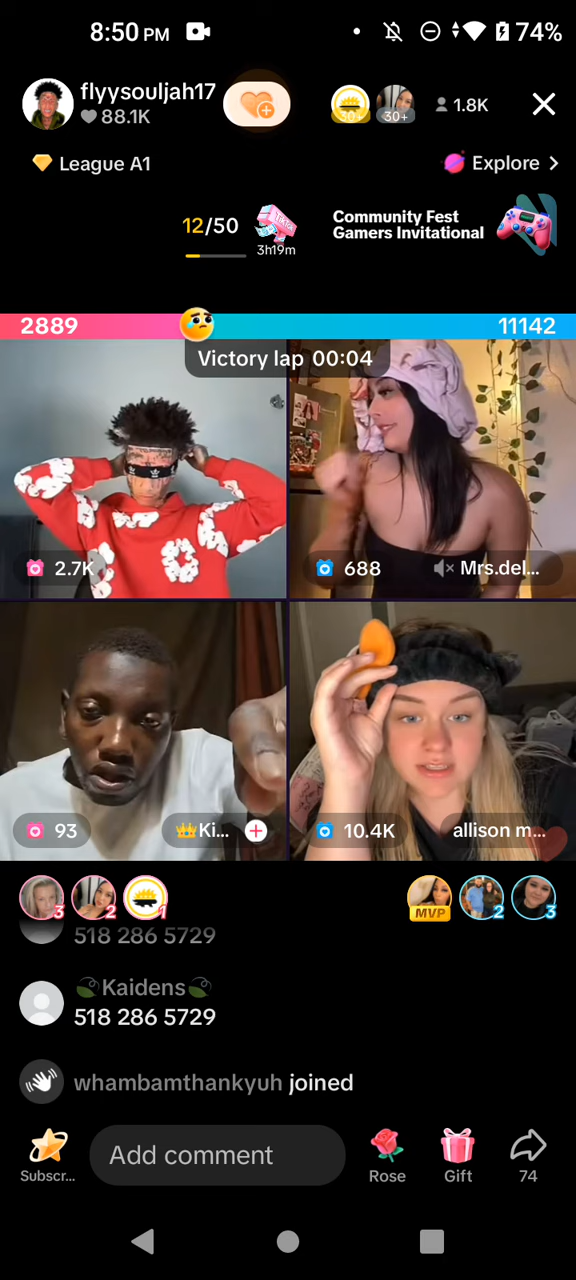 8:50 PM
74%
flyysouljah17
88.1K
30+
30+
1.8K
League A1
Explore >
12/50
TikTok
3h19m
Community Fest
Gamers Invitational
2889
11142
Victory lap 00:04
2.7K
688
Mrs.del...
93
Ki...
10.4K
allison m...
3
2
1
MVP
2
3
518 286 5729
Kaidens
518 286 5729
whambamthankyuh joined
Subscr...
Add comment
Rose
Gift
74